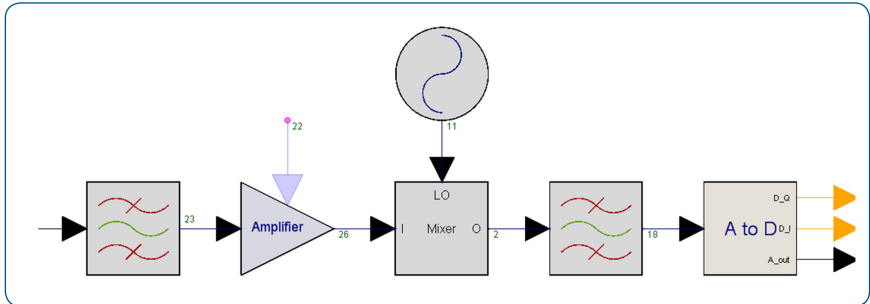 22
11
LO
D_Q
23
Amplifier
26
I Mixer O
2
18
A to D
D_I
A_out